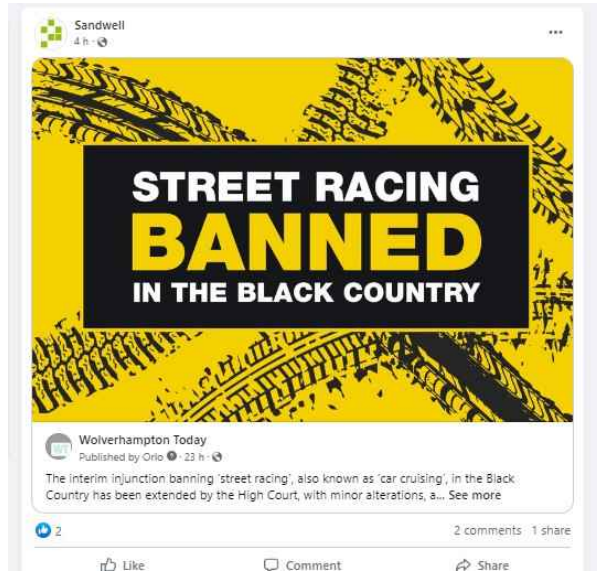 Sandwell
4 h ·
STREET RACING
BANNED
IN THE BLACK COUNTRY
Wolverhampton Today
Published by Orlo · 23 h ·
The interim injunction banning 'street racing', also known as 'car cruising', in the Black
Country has been extended by the High Court, with minor alterations, a... See more
2
2 comments 1 share
Like Comment Share